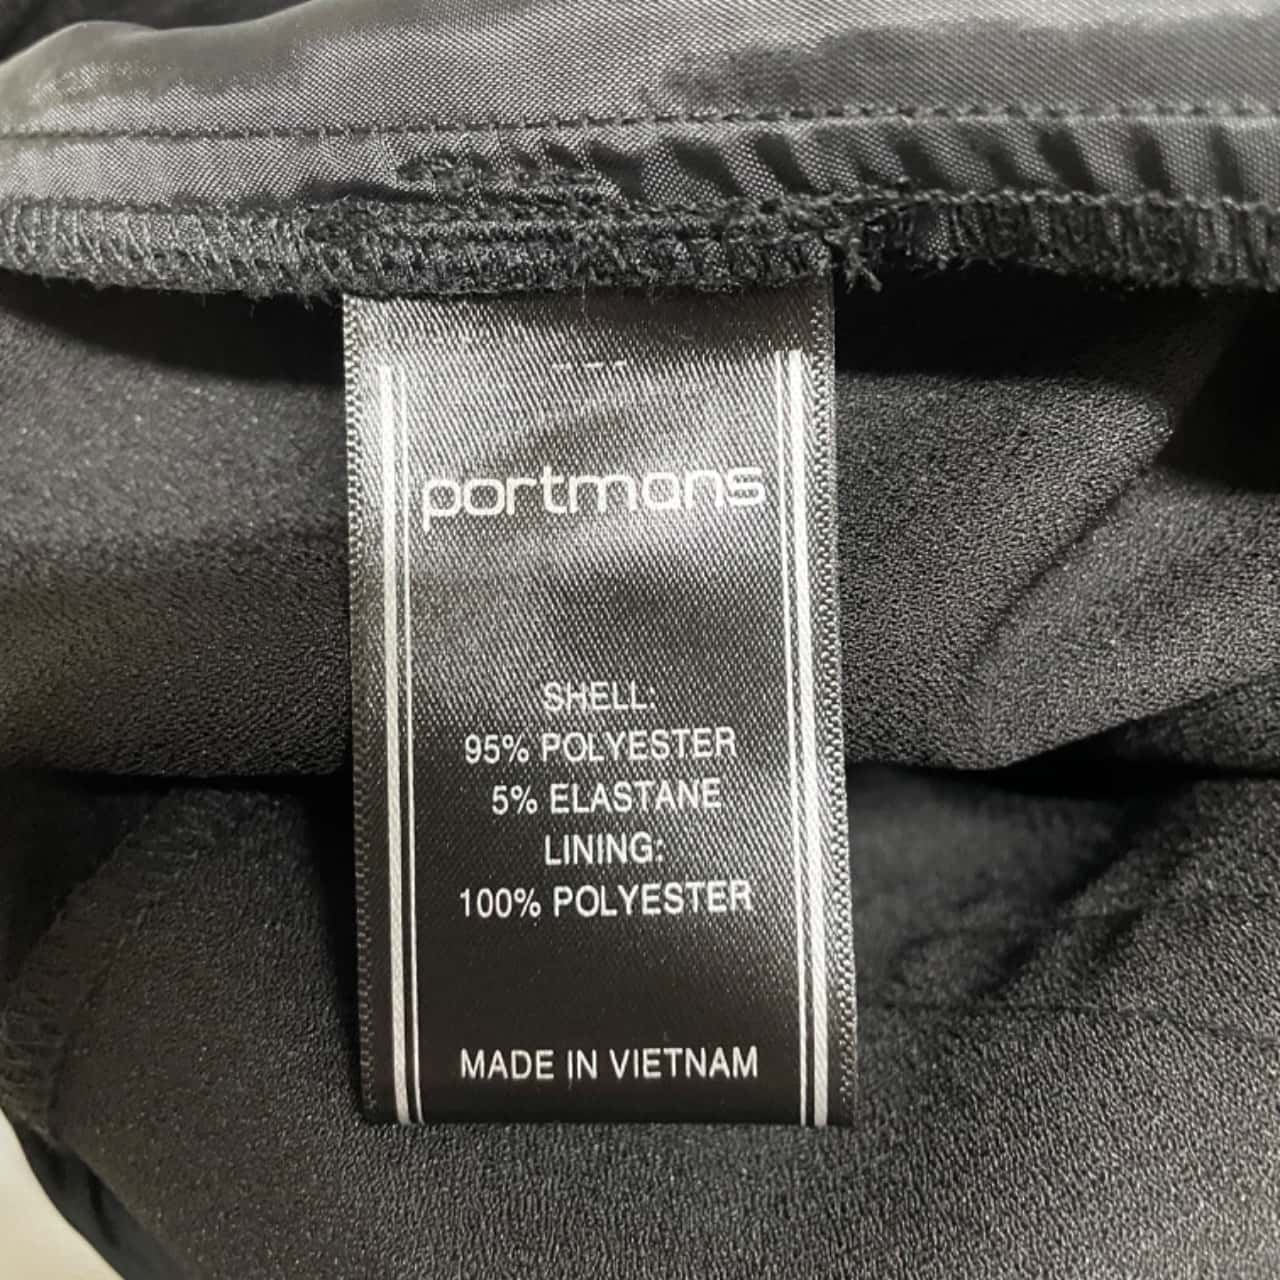 portmans
SHELL:
95% POLYESTER
5% ELASTANE
LINING:
100% POLYESTER
MADE IN VIETNAM